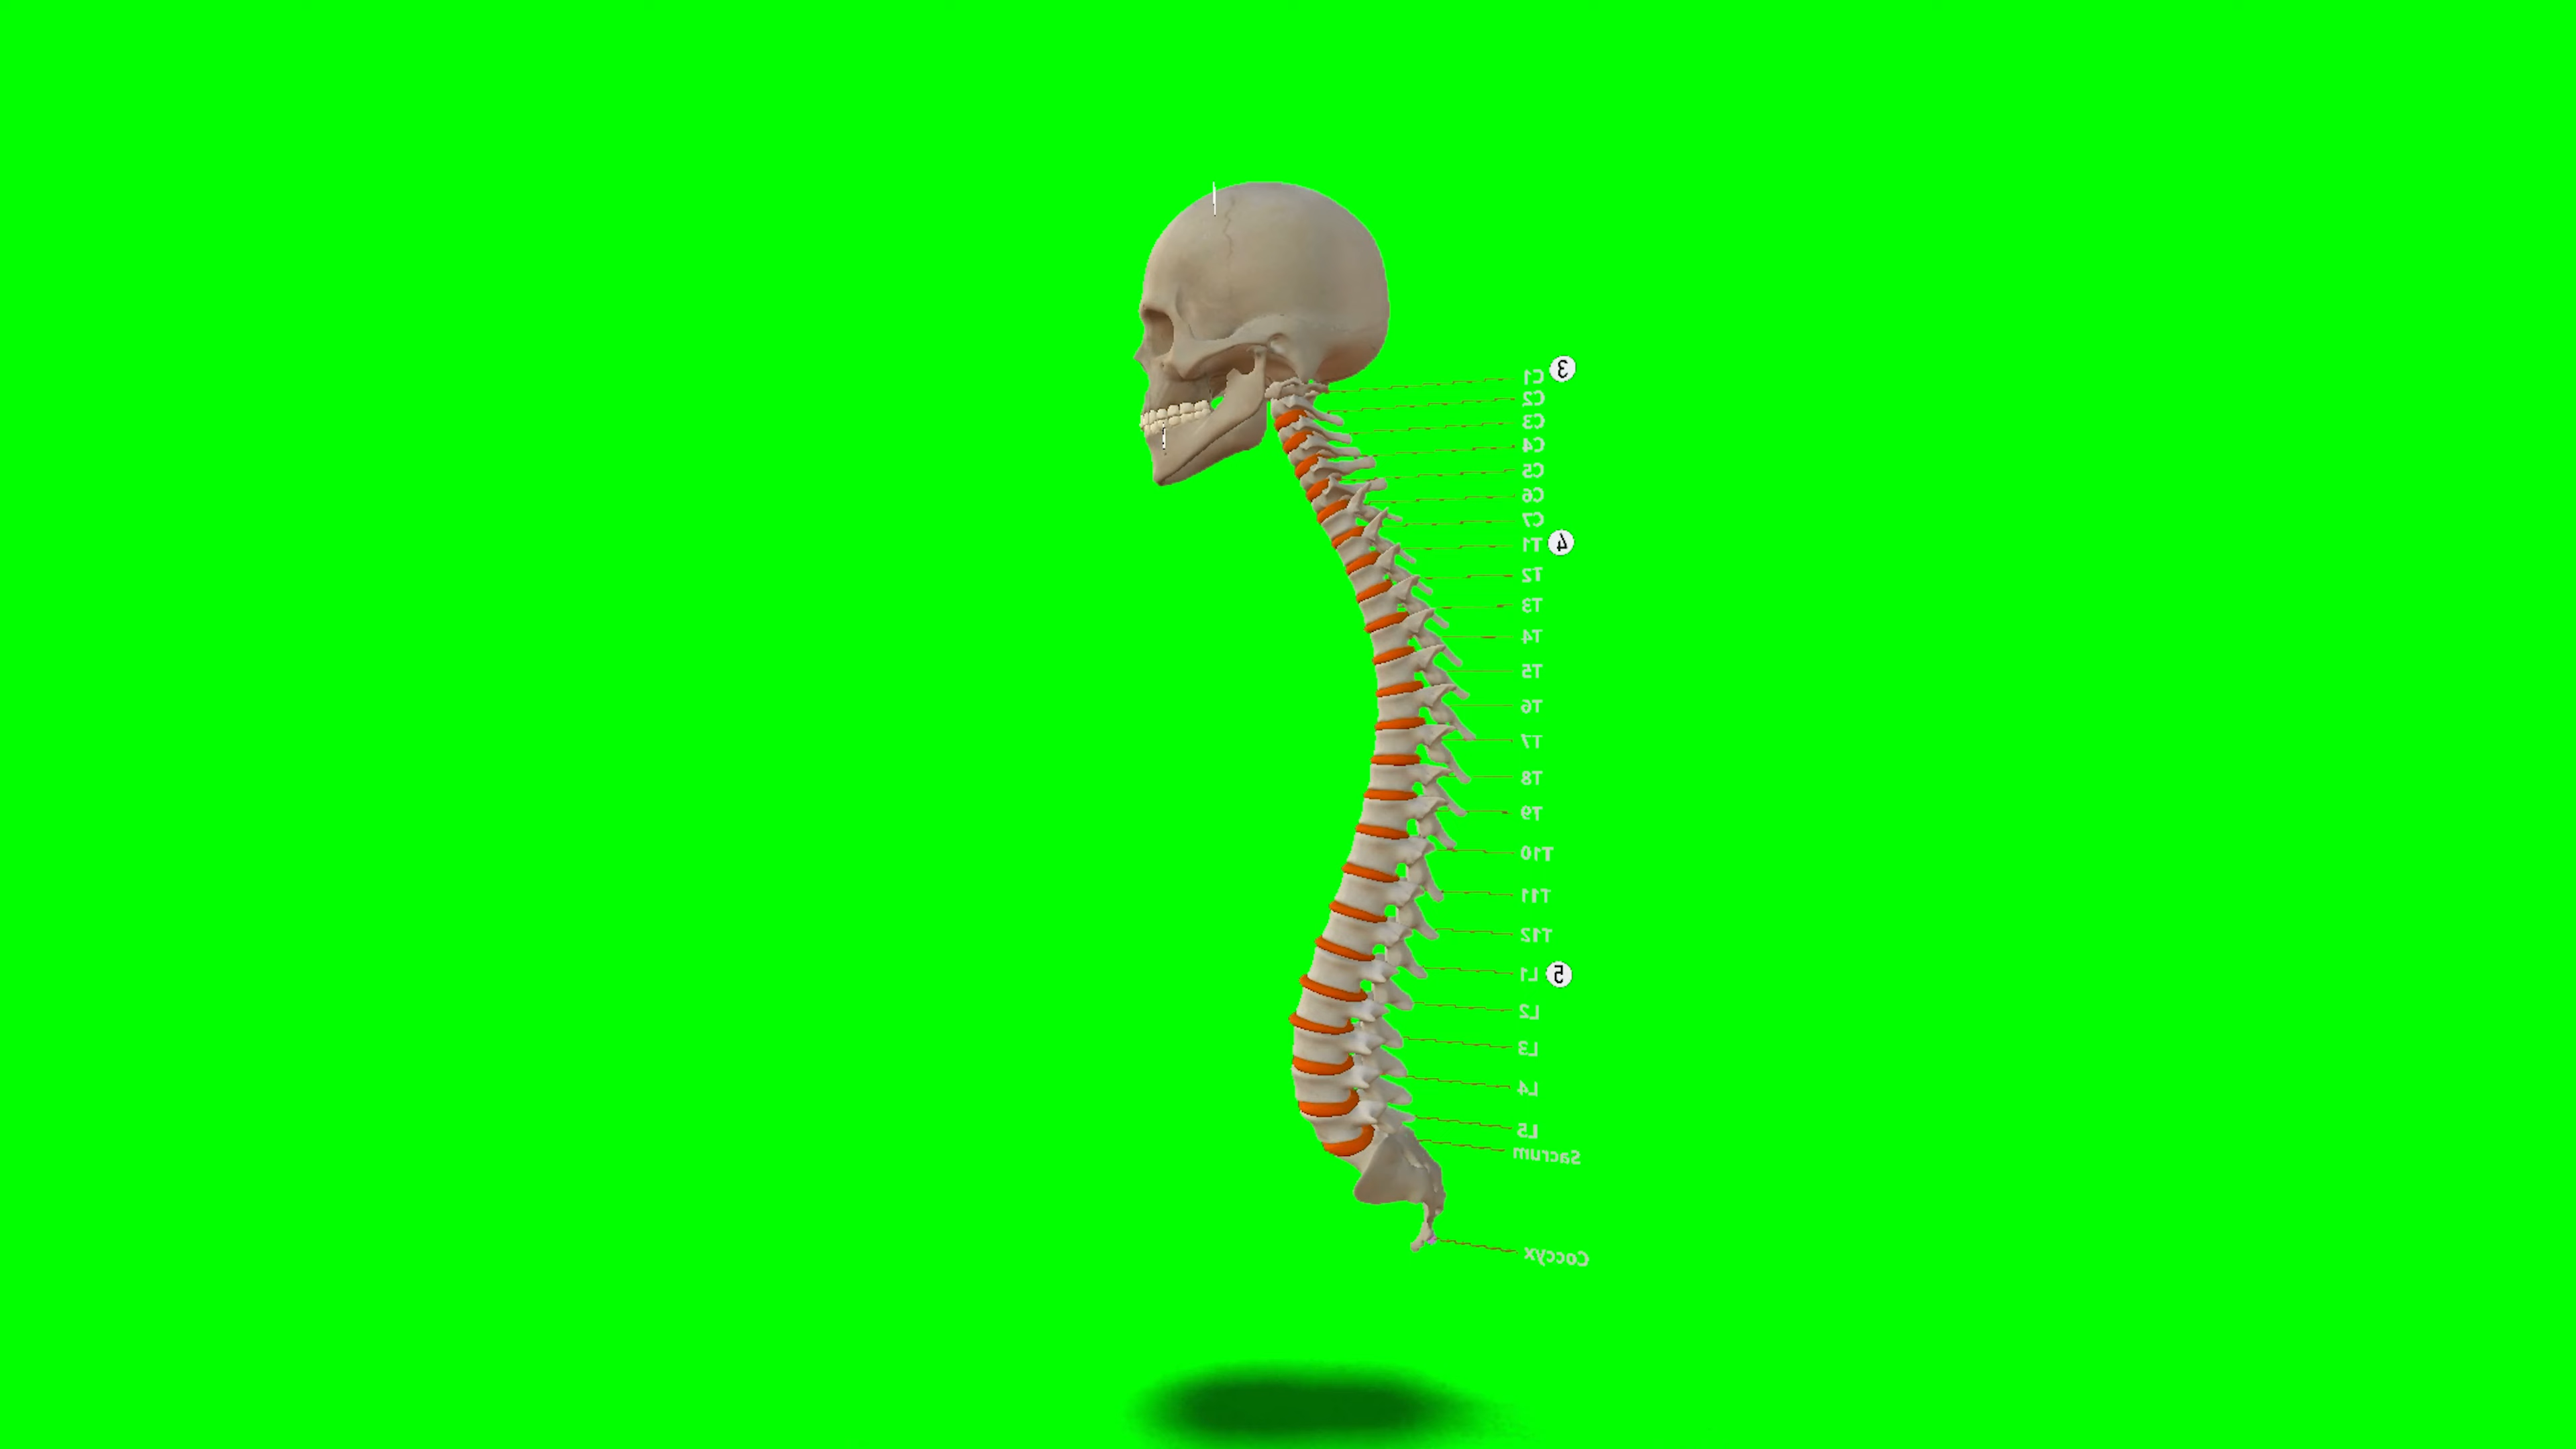 C1 3
C2
C3
C4
C5
C6
C7
T1 4
T2
T3
T4
T5
T6
T7
T8
T9
T10
T11
T12
L1 5
L2
L3
L4
L5
Sacrum
Coccyx